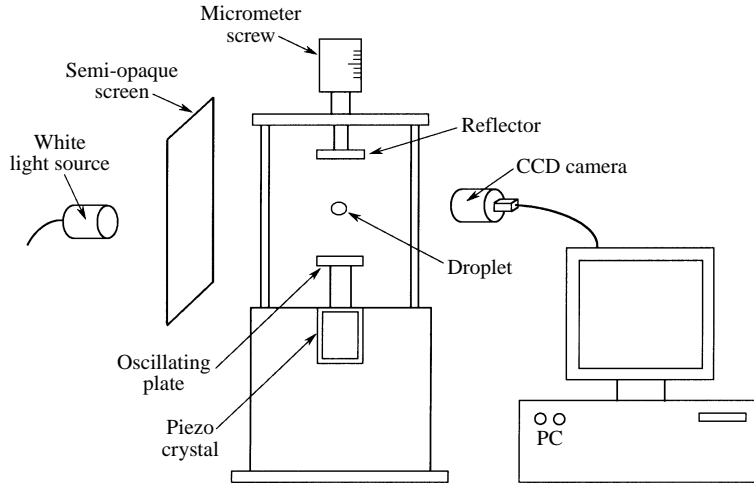 Micrometer
screw
Semi-opaque
screen
Reflector
White
light source
CCD camera
Droplet
Oscillating
plate
Piezo
crystal
PC